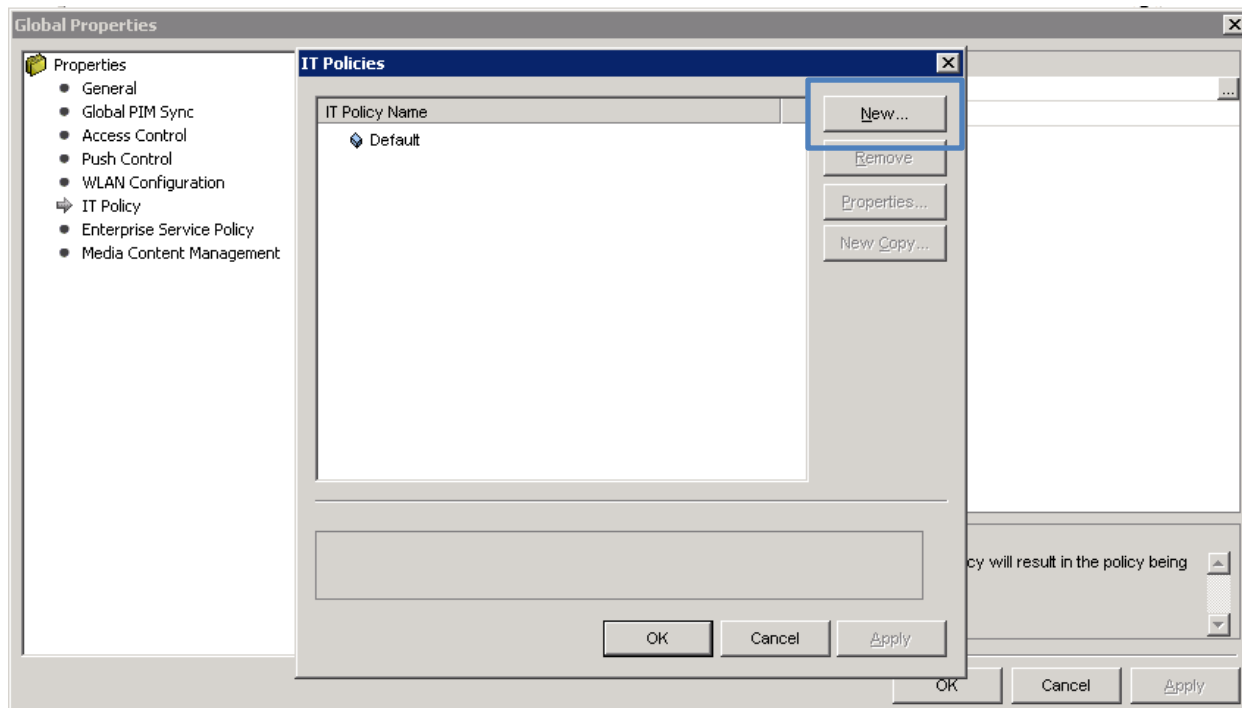 Global Properties
Properties
General
Global PIM Sync
Access Control
Push Control
WLAN Configuration
IT Policy
Enterprise Service Policy
Media Content Management
IT Policies
IT Policy Name
Default
New...
Remove
Properties...
New Copy...
OK Cancel Apply
...
cy will result in the policy being
OK Cancel Apply